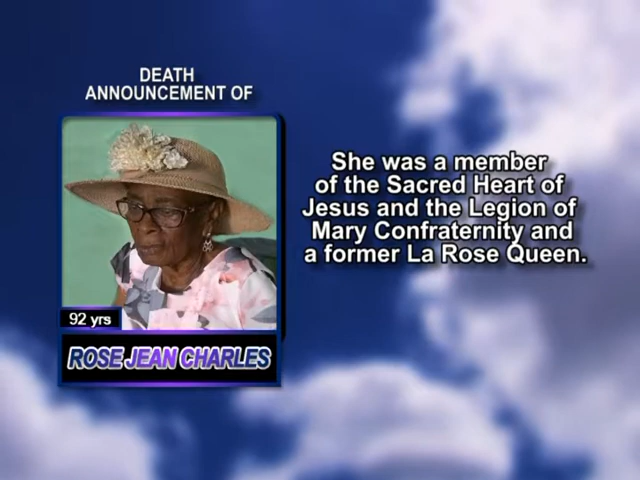 DEATH
ANNOUNCEMENT OF
92 yrs
ROSE JEAN CHARLES
She was a member
of the Sacred Heart of
Jesus and the Legion of
Mary Confraternity and
a former La Rose Queen.